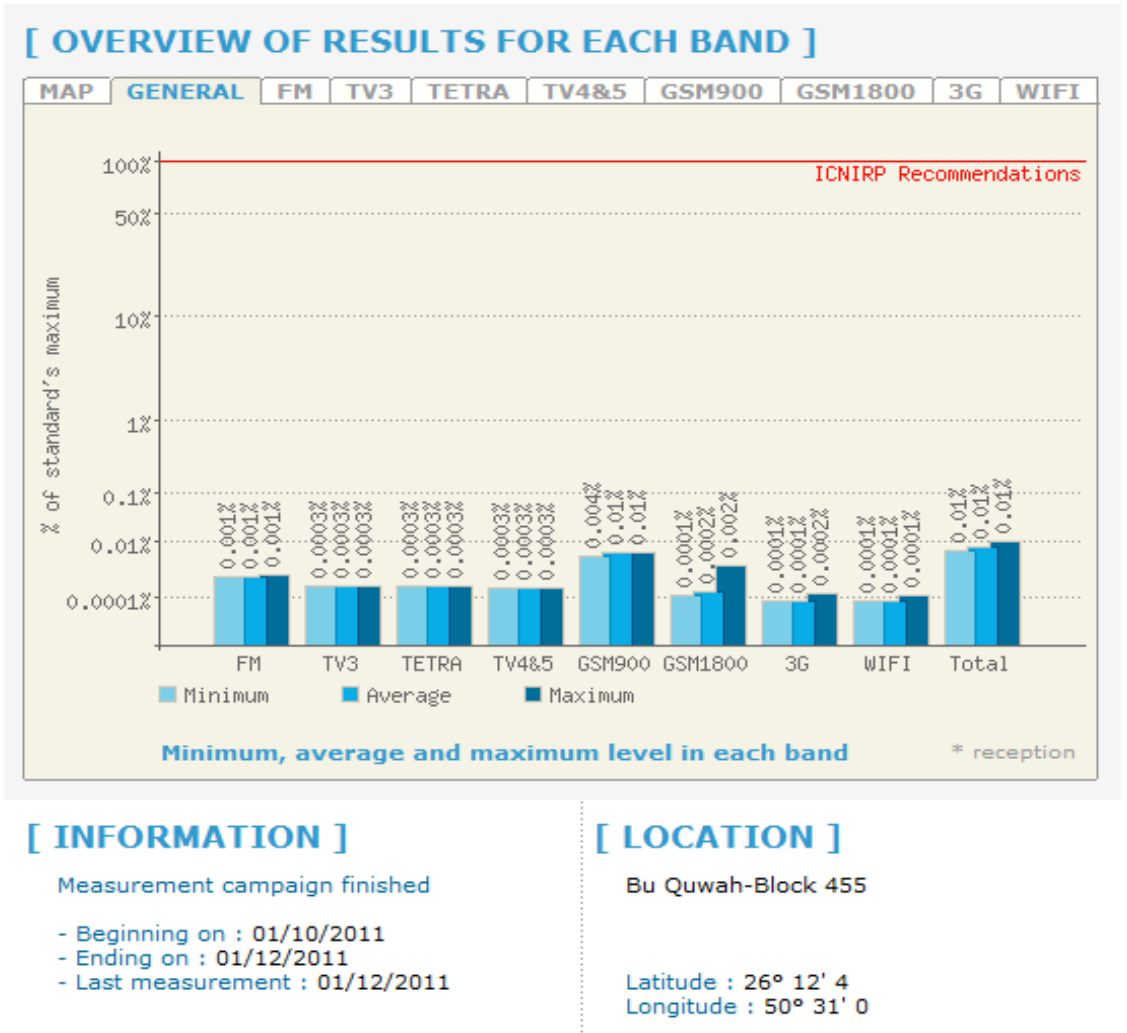 [ OVERVIEW OF RESULTS FOR EACH BAND ]
MAP GENERAL FM TV3 TETRA TV4&5 GSM900 GSM1800 3G WIFI
100%
ICNIRP Recommendations
50%
10%
1%
0.1%
0.01%
0.0001%
% of standard's maximum
0.001% 0.001% 0.001%
0.0003% 0.0003% 0.0003%
0.0003% 0.0003% 0.0003%
0.0003% 0.0003% 0.0003%
0.004% 0.01% 0.01%
0.0001% 0.0002% 0.002%
0.0001% 0.0001% 0.0002%
0.0001% 0.0001% 0.0001%
0.01% 0.01% 0.01%
FM TV3 TETRA TV4&5 GSM900 GSM1800 3G WIFI Total
Minimum Average Maximum
Minimum, average and maximum level in each band
* reception
[ INFORMATION ]
Measurement campaign finished
- Beginning on : 01/10/2011
- Ending on : 01/12/2011
- Last measurement : 01/12/2011
[ LOCATION ]
Bu Quwah-Block 455
Latitude : 26º 12' 4
Longitude : 50º 31' 0